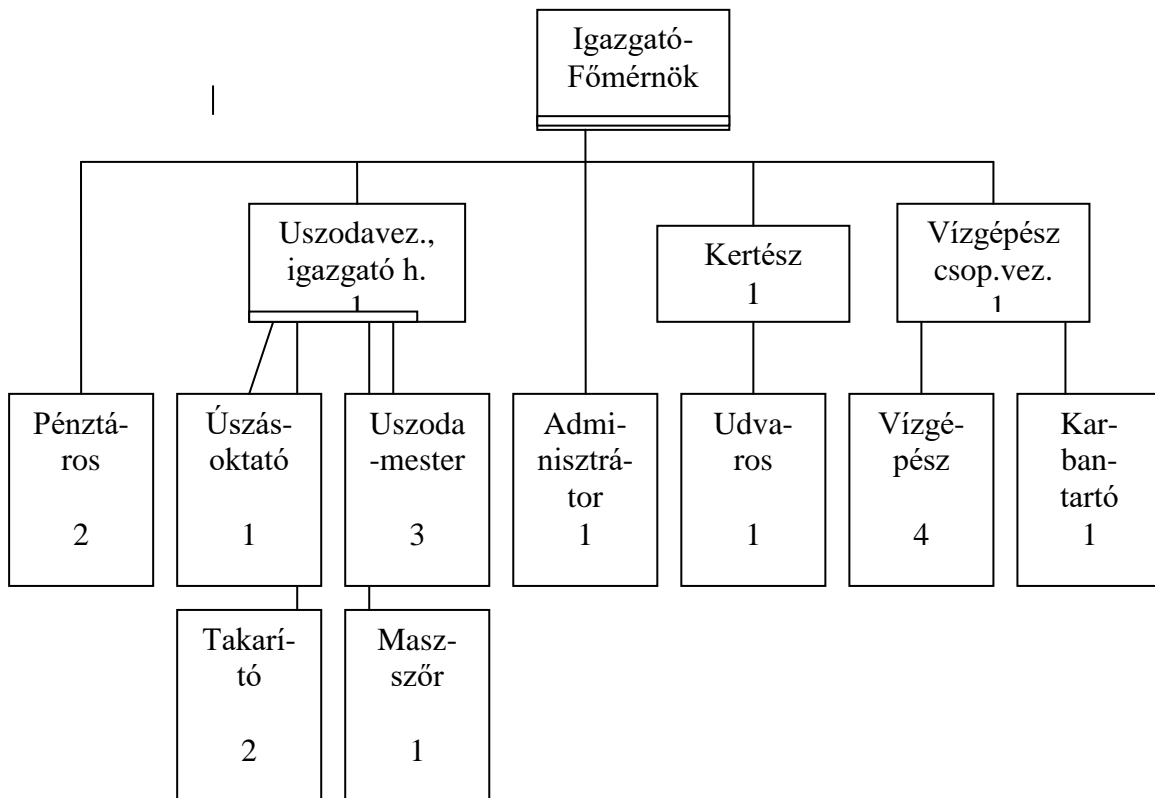 Igazgató-
Főmérnök
Uszodavez.,
igazgató h.
1
Kertész
1
Vízgépész
csop.vez.
1
Pénztá-
ros
2
Úszás-
oktató
1
Uszoda
-mester
3
Admi-
nisztrá-
tor
1
Udva-
ros
1
Vízgé-
pész
4
Kar-
ban-
tartó
1
Takarí-
tó
2
Masz-
szőr
1